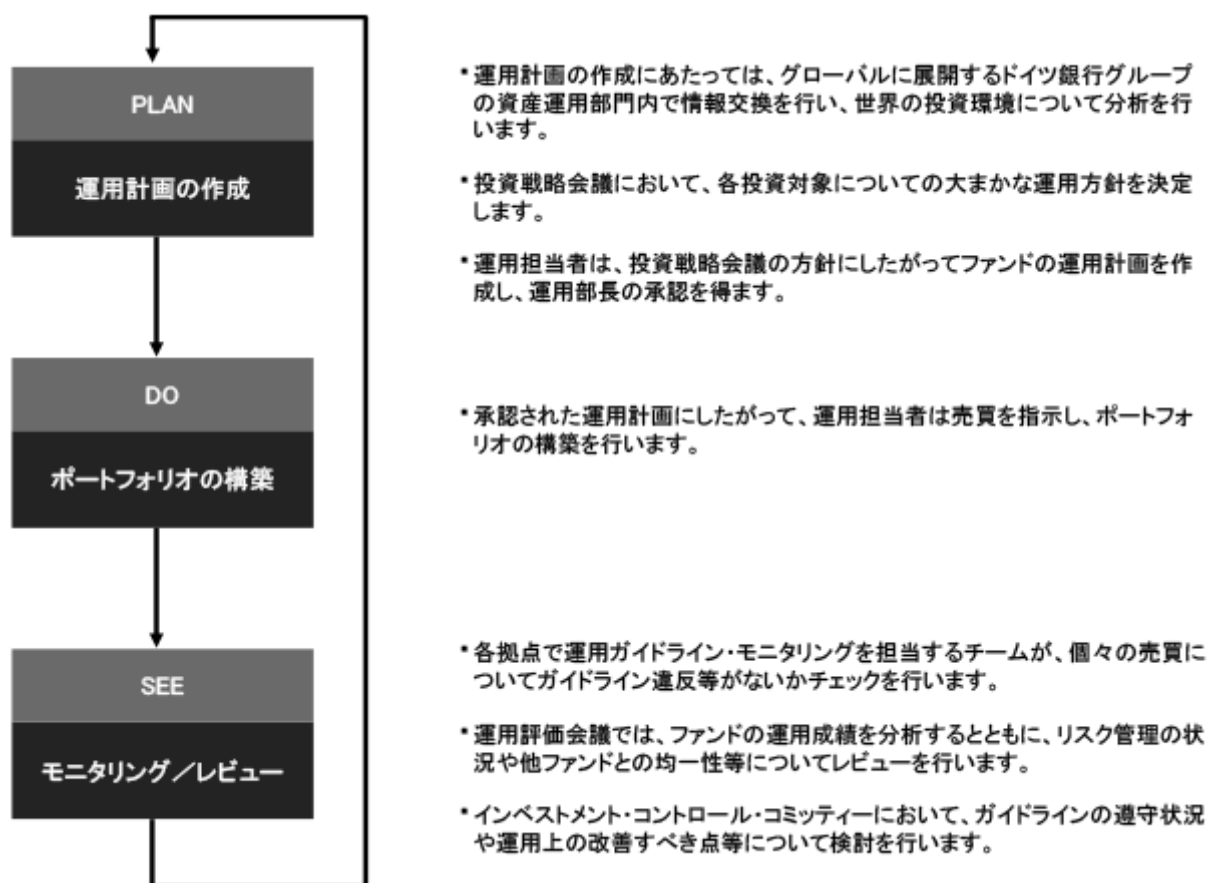 PLAN
運用計画の作成
・運用計画の作成にあたっては、グローバルに展開するドイツ銀行グループ
の資産運用部門内で情報交換を行い、世界の投資環境について分析を行
います。
・投資戦略会議において、各投資対象についての大まかな運用方針を決定
します。
・運用担当者は、投資戦略会議の方針にしたがってファンドの運用計画を作
成し、運用部長の承認を得ます。
DO
ポートフォリオの構築
・承認された運用計画にしたがって、運用担当者は売買を指示し、ポートフォ
リオの構築を行います。
SEE
モニタリング／レビュー
・各拠点で運用ガイドライン・モニタリングを担当するチームが、個々の売買に
ついてガイドライン違反等がないかチェックを行います。
・運用評価会議では、ファンドの運用成績を分析するとともに、リスク管理の状
況や他ファンドとの均一性等についてレビューを行います。
・インベストメント・コントロール・コミッティーにおいて、ガイドラインの遵守状況
や運用上の改善すべき点等について検討を行います。